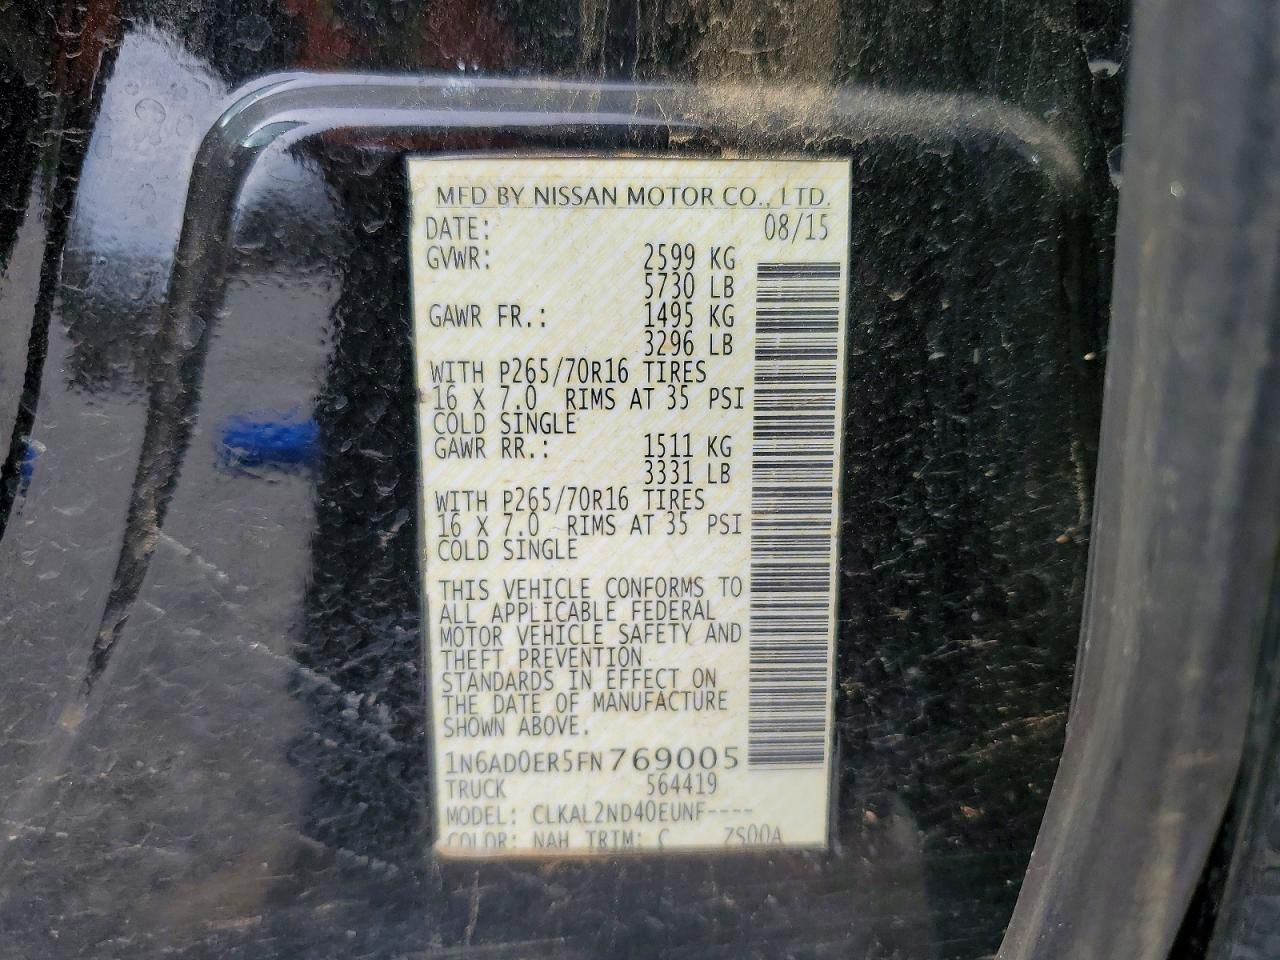 MFD BY NISSAN MOTOR CO., LTD.
DATE: 08/15
GVWR: 2599 KG
5730 LB
GAWR FR.: 1495 KG
3296 LB
WITH P265/70R16 TIRES
16 X 7.0 RIMS AT 35 PSI
COLD SINGLE
GAWR RR.: 1511 KG
3331 LB
WITH P265/70R16 TIRES
16 X 7.0 RIMS AT 35 PSI
COLD SINGLE
THIS VEHICLE CONFORMS TO
ALL APPLICABLE FEDERAL
MOTOR VEHICLE SAFETY AND
THEFT PREVENTION
STANDARDS IN EFFECT ON
THE DATE OF MANUFACTURE
SHOWN ABOVE.
1N6AD0ER5FN769005
TRUCK 564419
MODEL: CLKAL2ND40EUNF----
COLOR: NAH TRIM: C ZS00A